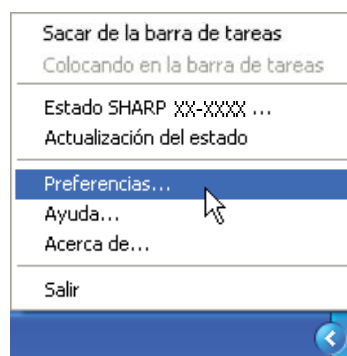 Sacar de la barra de tareas
Colocando en la barra de tareas
Estado SHARP XX-XXXX ...
Actualización del estado
Preferencias...
Ayuda...
Acerca de...
Salir